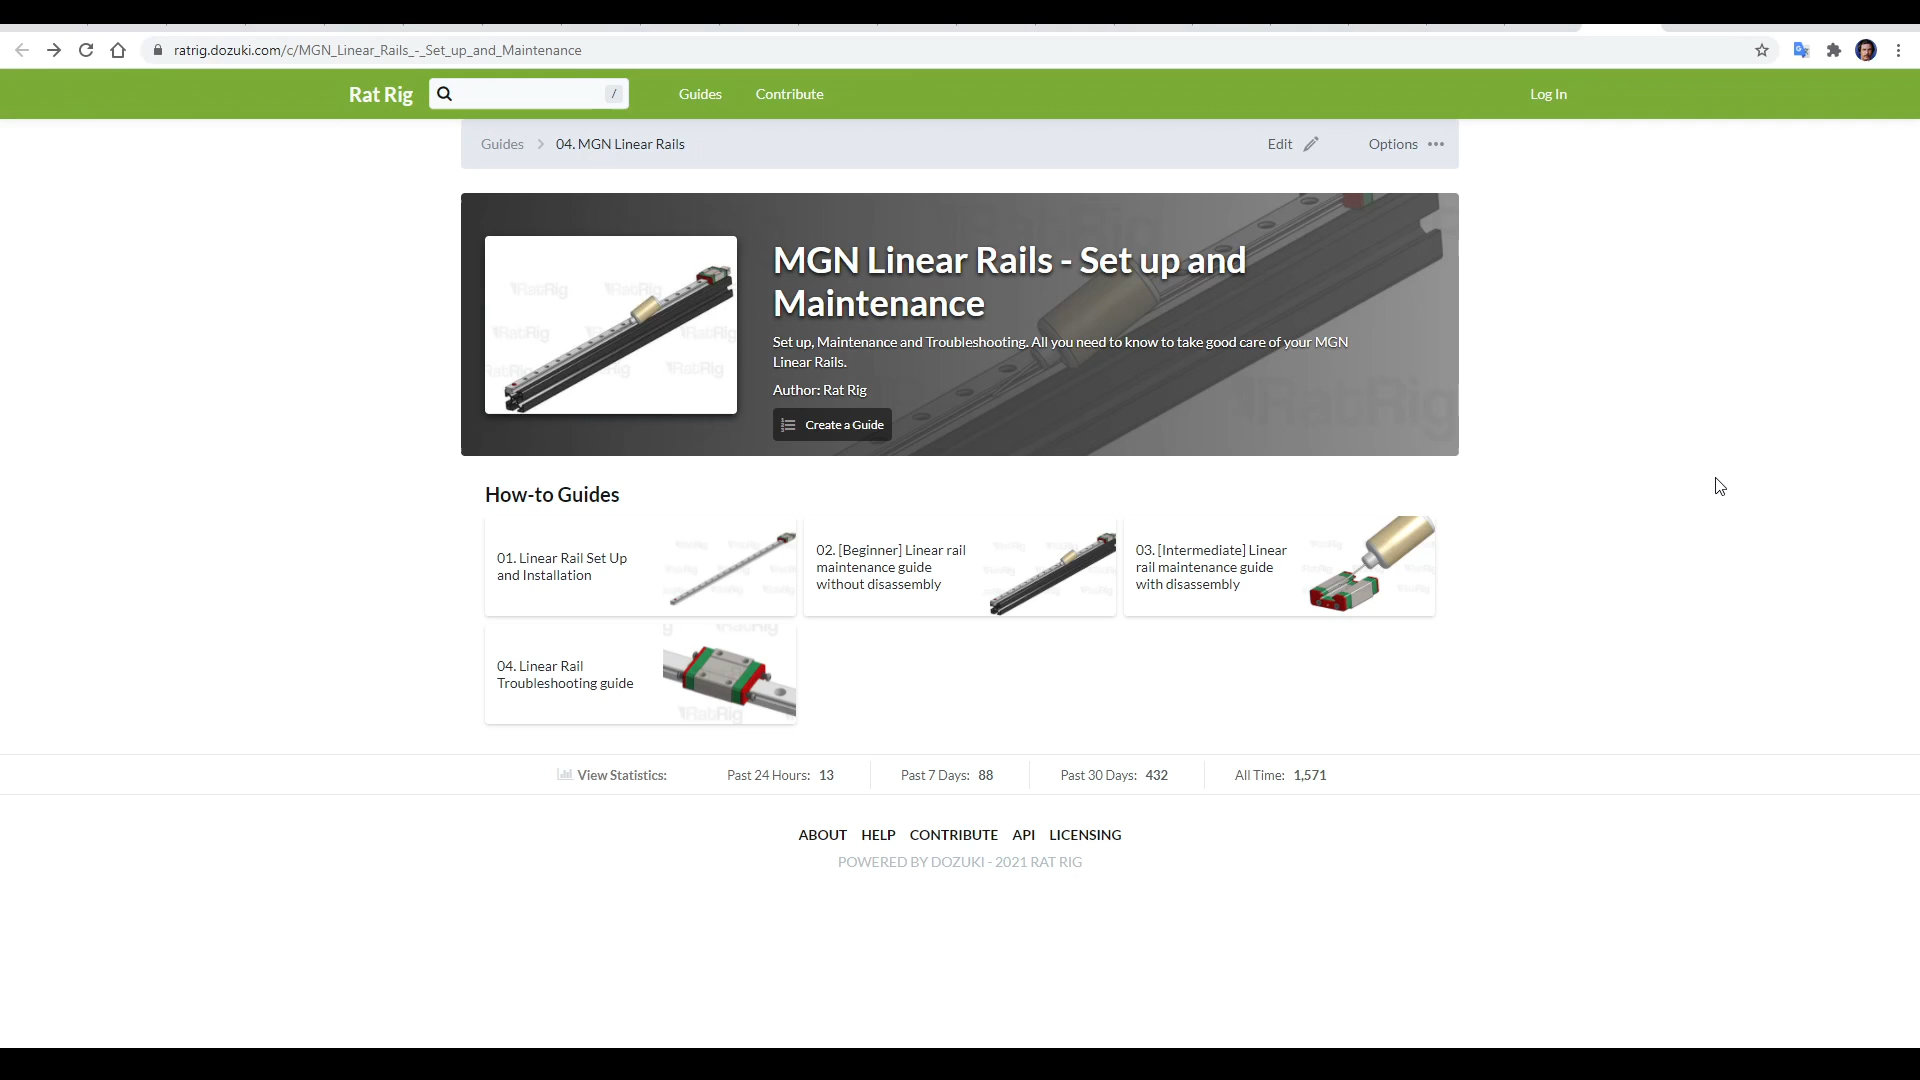 ratrig.dozuki.com/c/MGN_Linear_Rails_-_Set_up_and_Maintenance
Rat Rig
/
Guides
Contribute
Log In
Guides
04. MGN Linear Rails
Edit
Options
RatRig
MGN Linear Rails - Set up and
Maintenance
Set up, Maintenance and Troubleshooting. All you need to know to take good care of your MGN
Linear Rails.
Author: Rat Rig
Create a Guide
How-to Guides
01. Linear Rail Set Up
and Installation
02. [Beginner] Linear rail
maintenance guide
without disassembly
03. [Intermediate] Linear
rail maintenance guide
with disassembly
04. Linear Rail
Troubleshooting guide
RatRig
View Statistics:
Past 24 Hours: 13
Past 7 Days: 88
Past 30 Days: 432
All Time: 1,571
ABOUT HELP CONTRIBUTE API LICENSING
POWERED BY DOZUKI - 2021 RAT RIG